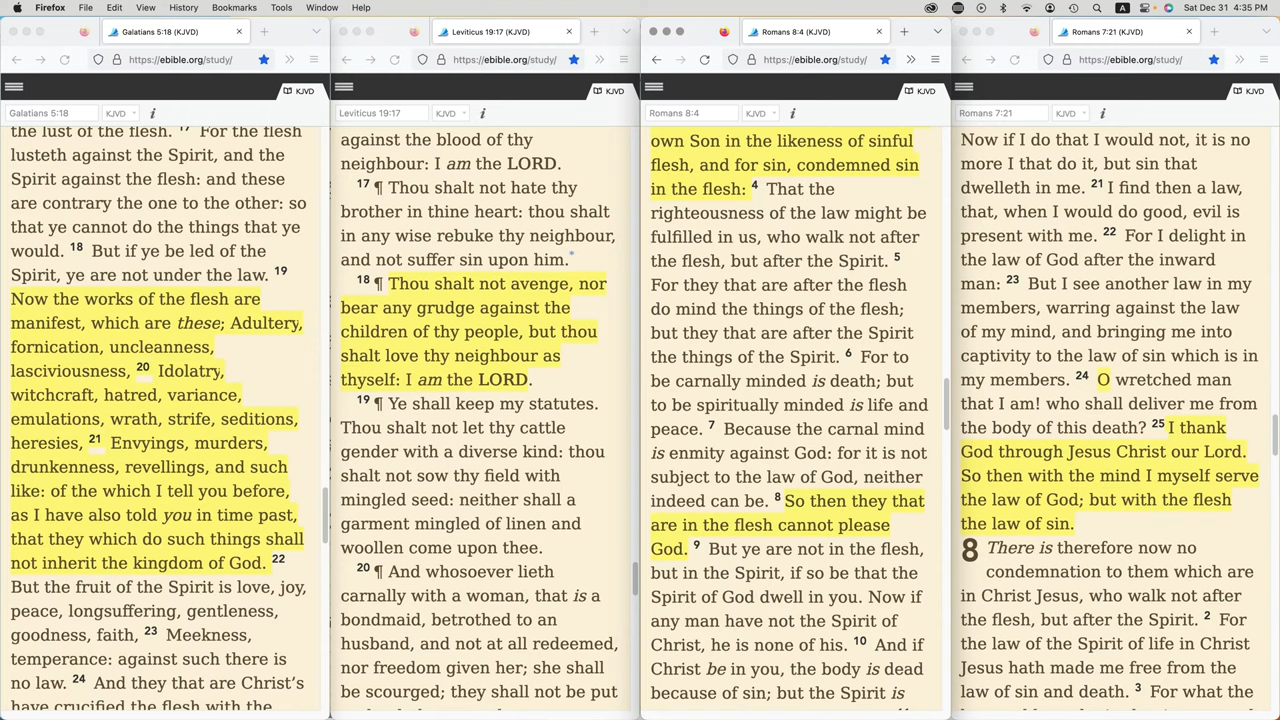 Firefox File Edit View History Bookmarks Tools Window Help A Sat Dec 31 4:35 PM
Galatians 5:18 (KJVD)
https://ebible.org/study/
KJVD
Galatians 5:18 KJVD i
the lust of the flesh. 17 For the flesh
lusteth against the Spirit, and the
Spirit against the flesh: and these
are contrary the one to the other: so
that ye cannot do the things that ye
would. 18 But if ye be led of the
Spirit, ye are not under the law. 19
Now the works of the flesh are
manifest, which are these; Adultery,
fornication, uncleanness,
lasciviousness, 20 Idolatry,
witchcraft, hatred, variance,
emulations, wrath, strife, seditions,
heresies, 21 Envyings, murders,
drunkenness, revellings, and such
like: of the which I tell you before,
as I have also told you in time past,
that they which do such things shall
not inherit the kingdom of God. 22
But the fruit of the Spirit is love, joy,
peace, longsuffering, gentleness,
goodness, faith, 23 Meekness,
temperance: against such there is
no law. 24 And they that are Christ's
have crucified the flesh with the
Leviticus 19:17 (KJVD)
https://ebible.org/study/
KJVD
Leviticus 19:17 KJVD i
against the blood of thy
neighbour: I am the LORD.
17 ¶ Thou shalt not hate thy
brother in thine heart: thou shalt
in any wise rebuke thy neighbour,
and not suffer sin upon him.*
18 ¶ Thou shalt not avenge, nor
bear any grudge against the
children of thy people, but thou
shalt love thy neighbour as
thyself: I am the LORD.
19 ¶ Ye shall keep my statutes.
Thou shalt not let thy cattle
gender with a diverse kind: thou
shalt not sow thy field with
mingled seed: neither shall a
garment mingled of linen and
woollen come upon thee.
20 ¶ And whosoever lieth
carnally with a woman, that is a
bondmaid, betrothed to an
husband, and not at all redeemed,
nor freedom given her; she shall
be scourged; they shall not be put
Romans 8:4 (KJVD)
https://ebible.org/study/
KJVD
Romans 8:4 KJVD i
own Son in the likeness of sinful
flesh, and for sin, condemned sin
in the flesh: 4 That the
righteousness of the law might be
fulfilled in us, who walk not after
the flesh, but after the Spirit. 5
For they that are after the flesh
do mind the things of the flesh;
but they that are after the Spirit
the things of the Spirit. 6 For to
be carnally minded is death; but
to be spiritually minded is life and
peace. 7 Because the carnal mind
is enmity against God: for it is not
subject to the law of God, neither
indeed can be. 8 So then they that
are in the flesh cannot please
God. 9 But ye are not in the flesh,
but in the Spirit, if so be that the
Spirit of God dwell in you. Now if
any man have not the Spirit of
Christ, he is none of his. 10 And if
Christ be in you, the body is dead
because of sin; but the Spirit is
Romans 7:21 (KJVD)
https://ebible.org/study/
KJVD
Romans 7:21 KJVD i
Now if I do that I would not, it is no
more I that do it, but sin that
dwelleth in me. 21 I find then a law,
that, when I would do good, evil is
present with me. 22 For I delight in
the law of God after the inward
man: 23 But I see another law in my
members, warring against the law
of my mind, and bringing me into
captivity to the law of sin which is in
my members. 24 O wretched man
that I am! who shall deliver me from
the body of this death? 25 I thank
God through Jesus Christ our Lord.
So then with the mind I myself serve
the law of God; but with the flesh
the law of sin.
8 There is therefore now no
condemnation to them which are
in Christ Jesus, who walk not after
the flesh, but after the Spirit. 2 For
the law of the Spirit of life in Christ
Jesus hath made me free from the
law of sin and death. 3 For what the